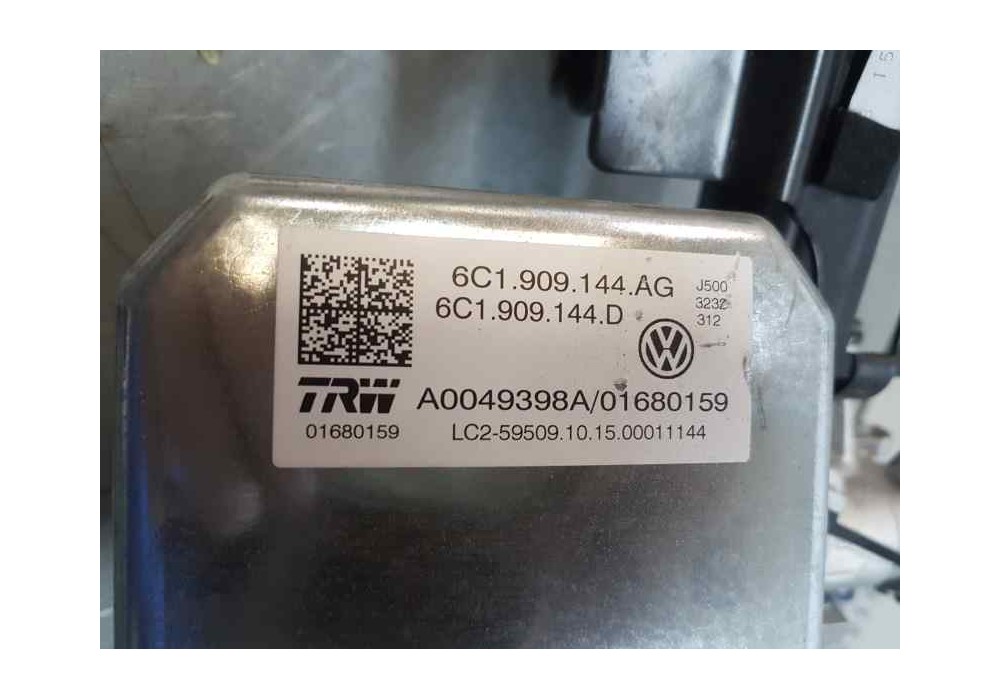 6C1.909.144.AG
6C1.909.144.D
J500
3232
312
TRW
A0049398A/01680159
01680159
LC2-59509.10.15.00011144